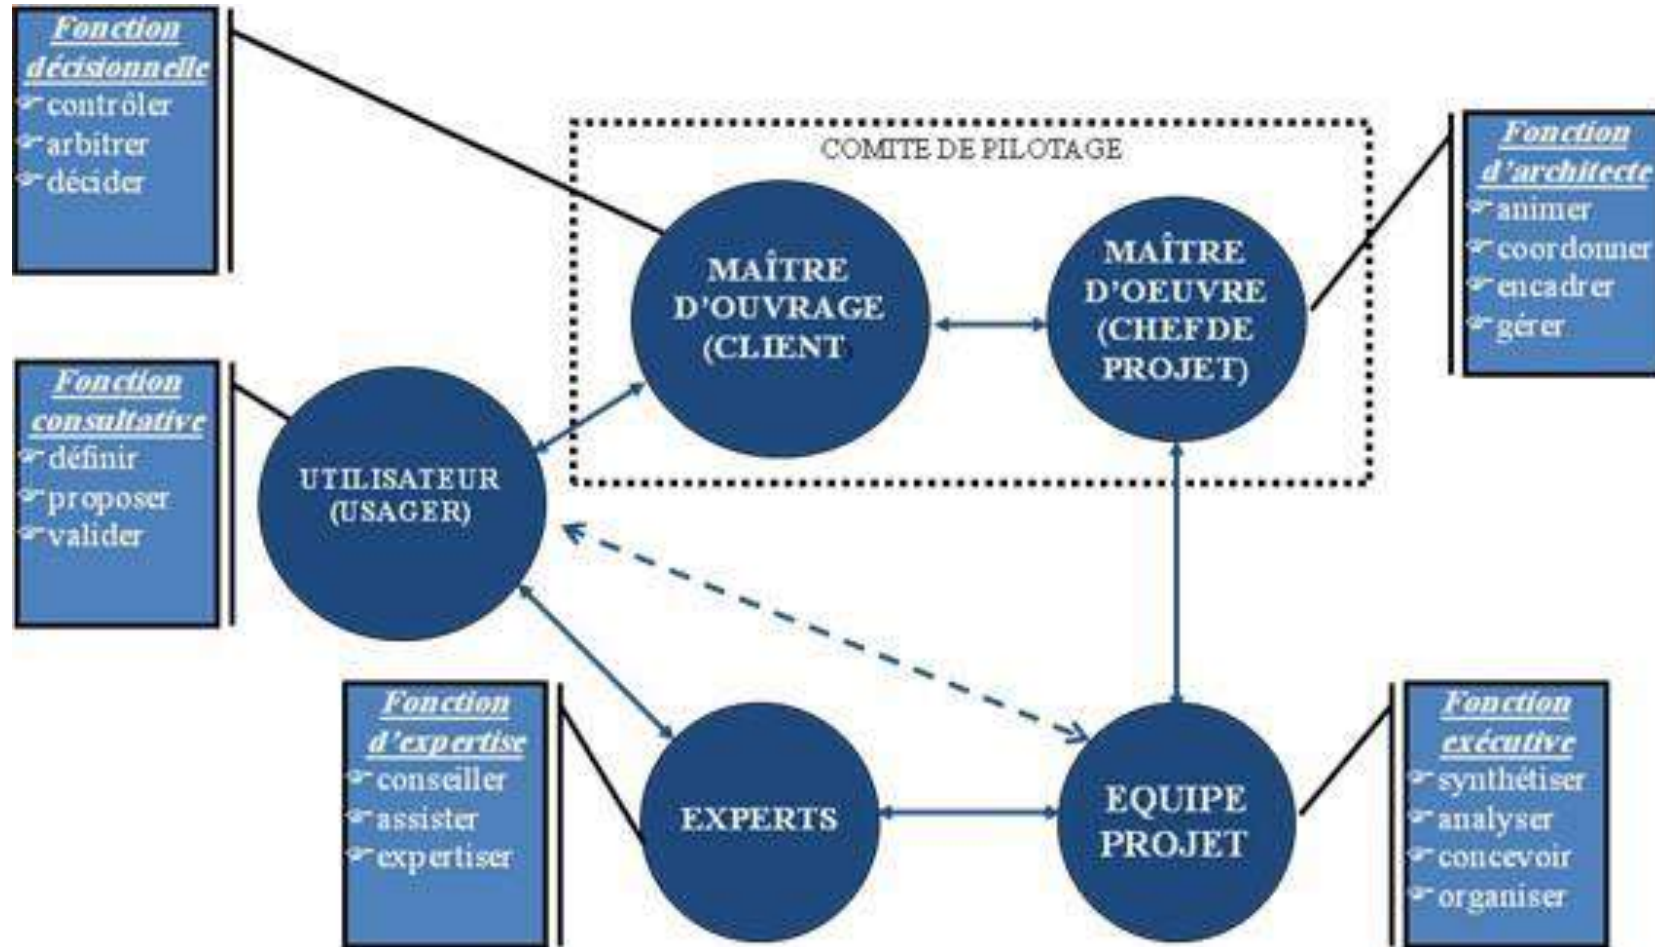 Fonction
décisionnelle
☞contrôler
☞arbitrer
☞décider
COMITE DE PILOTAGE
MAÎTRE
D'OUVRAGE
(CLIENT
MAÎTRE
D'OEUVRE
(CHEF DE
PROJET)
Fonction
d'architecte
☞animer
☞coordonner
☞encadrer
☞gérer
Fonction
consultative
☞définir
☞proposer
☞valider
UTILISATEUR
(USAGER)
Fonction
d'expertise
☞conseiller
☞assister
☞expertiser
EXPERTS
EQUIPE
PROJET
Fonction
exécutive
☞synthétiser
☞analyser
☞concevoir
☞organiser